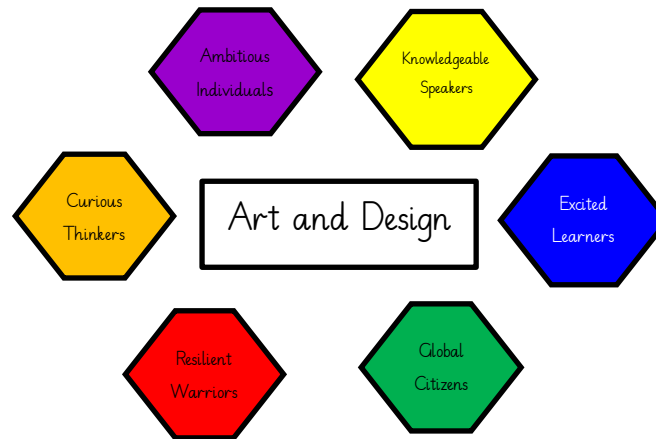 Ambitious
Individuals
Knowledgeable
Speakers
Curious
Thinkers
Art and Design
Excited
Learners
Resilient
Warriors
Global
Citizens